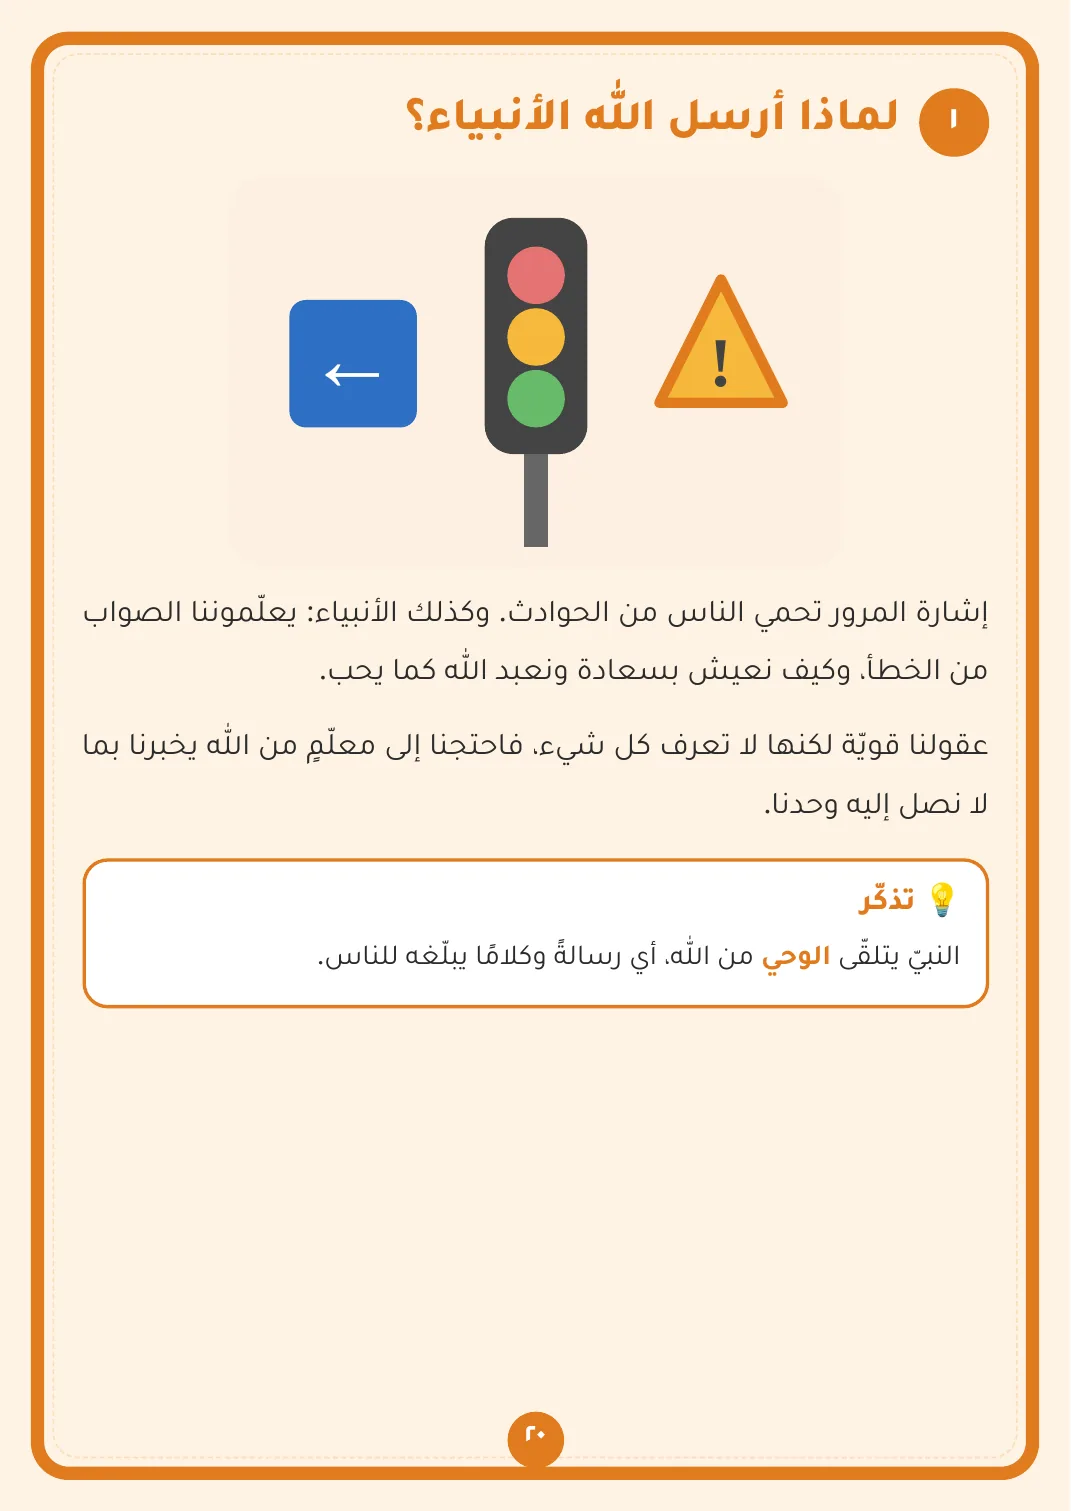 ١
لماذا أرسل الله الأنبياء؟
←
!
إشارة المرور تحمي الناس من الحوادث. وكذلك الأنبياء: يعلّموننا الصواب
من الخطأ، وكيف نعيش بسعادة ونعبد الله كما يحب.
عقولنا قويّة لكنها لا تعرف كل شيء، فاحتجنا إلى معلّمٍ من الله يخبرنا بما
لا نصل إليه وحدنا.
💡 تذكّر
النبيّ يتلقّى الوحي من الله، أي رسالةً وكلامًا يبلّغه للناس.
٢٠